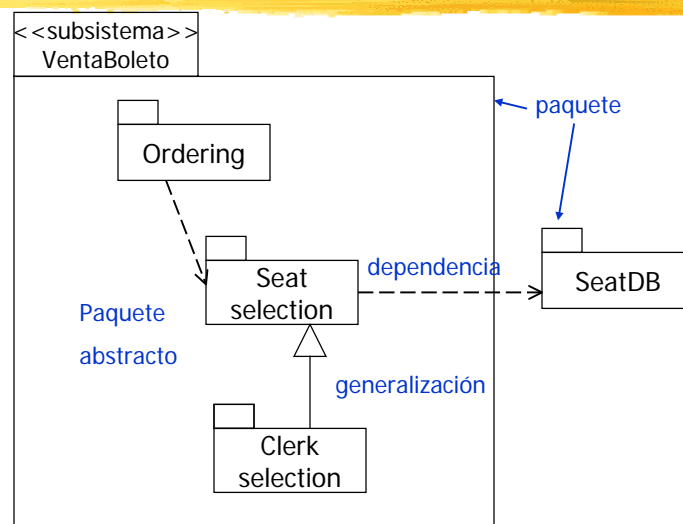 <<subsistema>>
VentaBoleto
paquete
Ordering
Seat
selection
dependencia
SeatDB
Paquete
abstracto
generalización
Clerk
selection